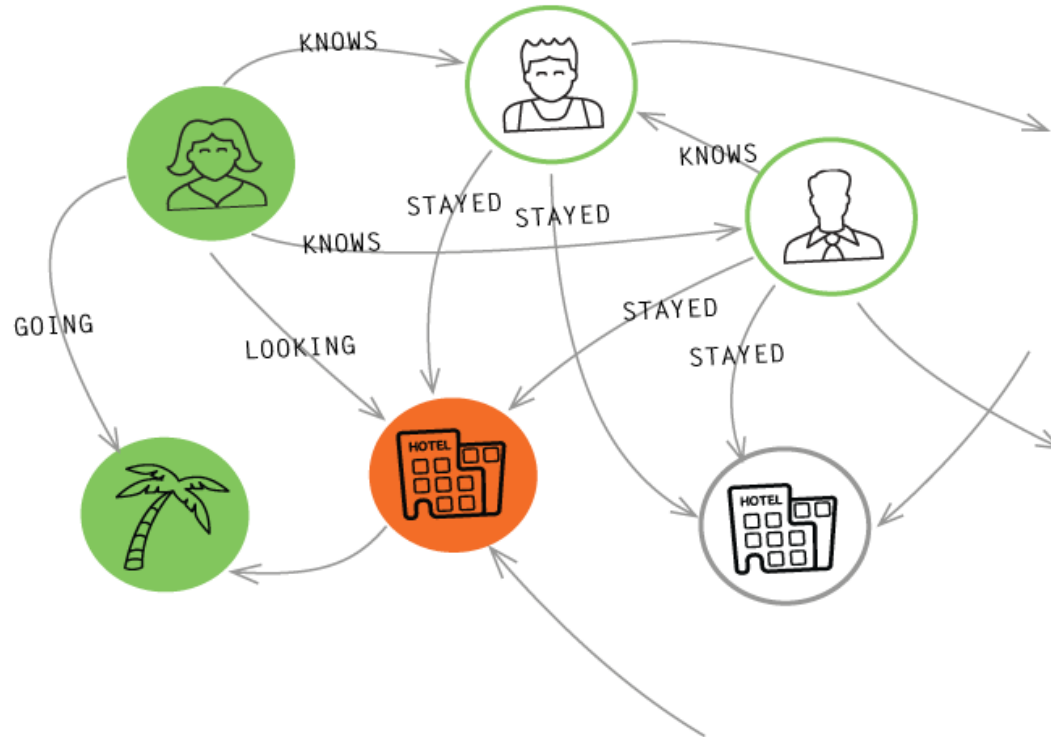 KNOWS
KNOWS
STAYED
STAYED
KNOWS
GOING
LOOKING
STAYED
STAYED
HOTEL
HOTEL